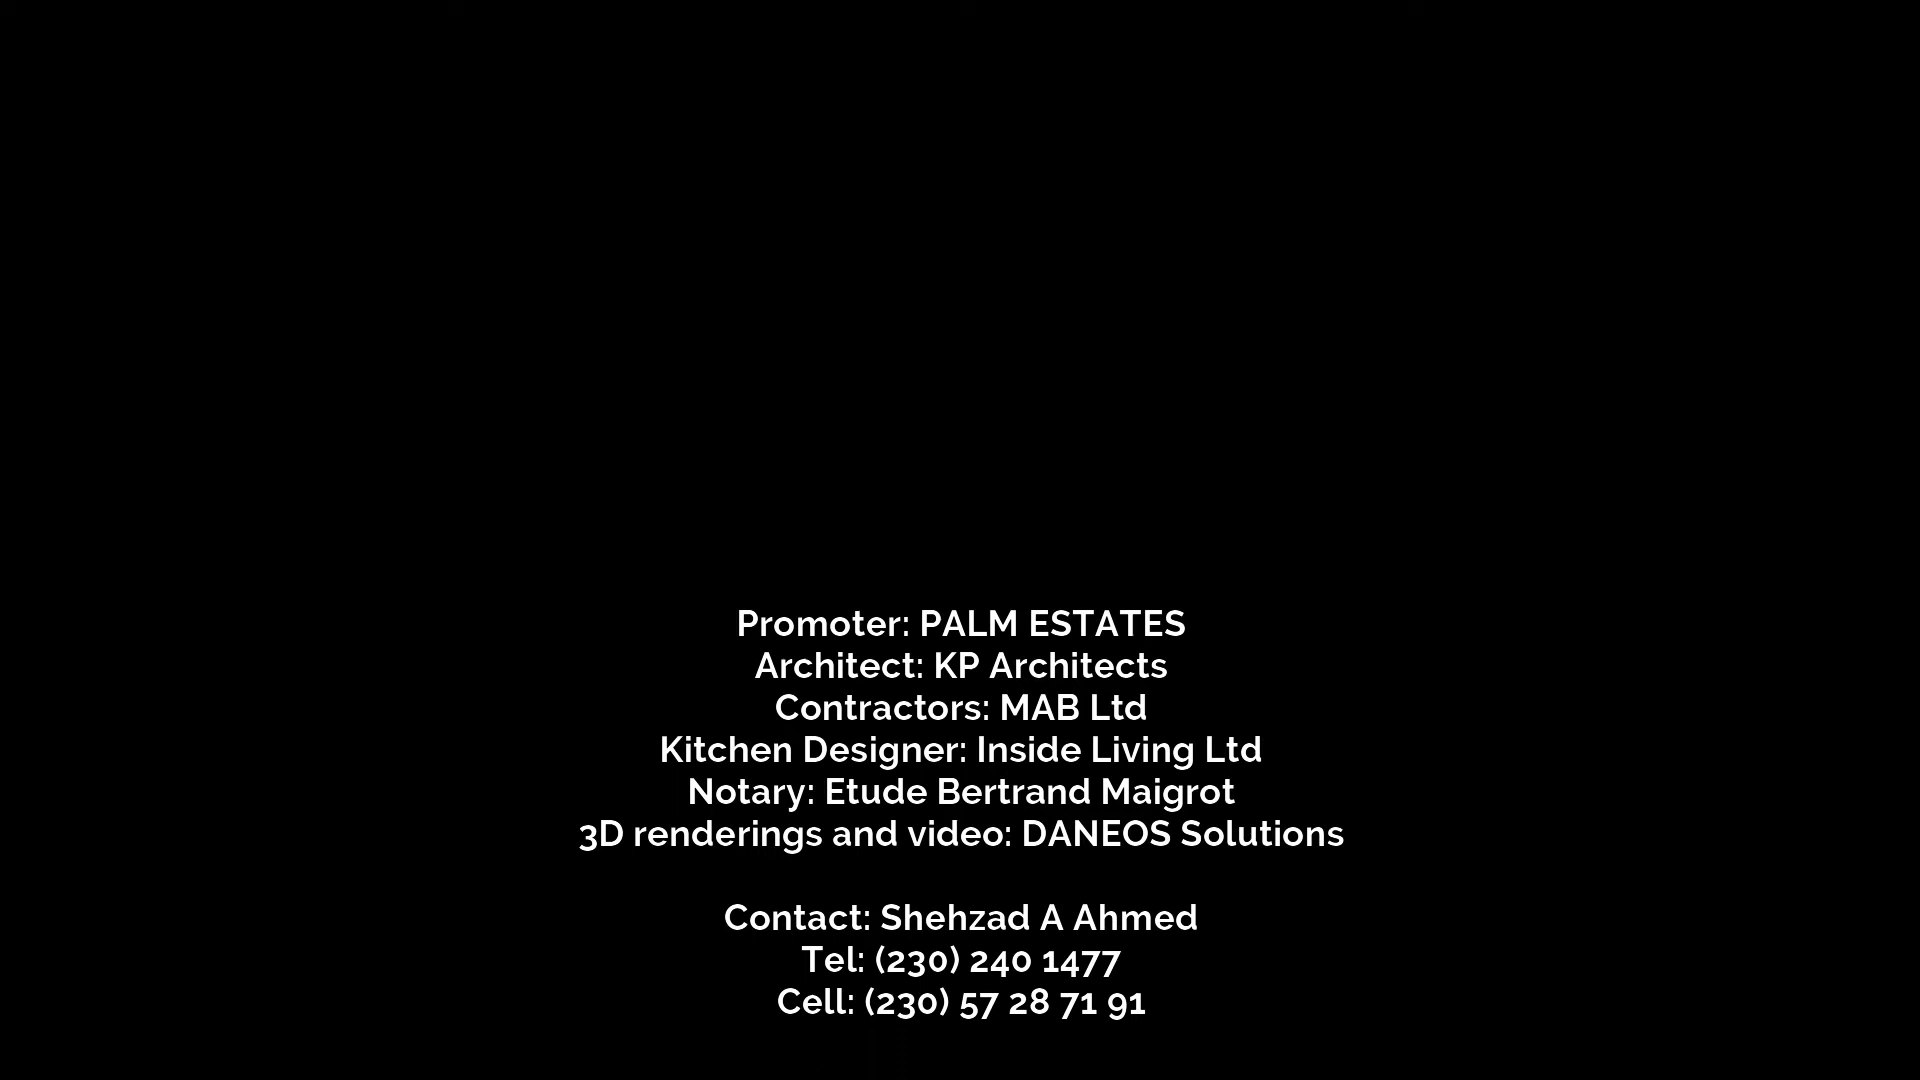 Promoter: PALM ESTATES
Architect: KP Architects
Contractors: MAB Ltd
Kitchen Designer: Inside Living Ltd
Notary: Etude Bertrand Maigrot
3D renderings and video: DANEOS Solutions
Contact: Shehzad A Ahmed
Tel: (230) 240 1477
Cell: (230) 57 28 71 91